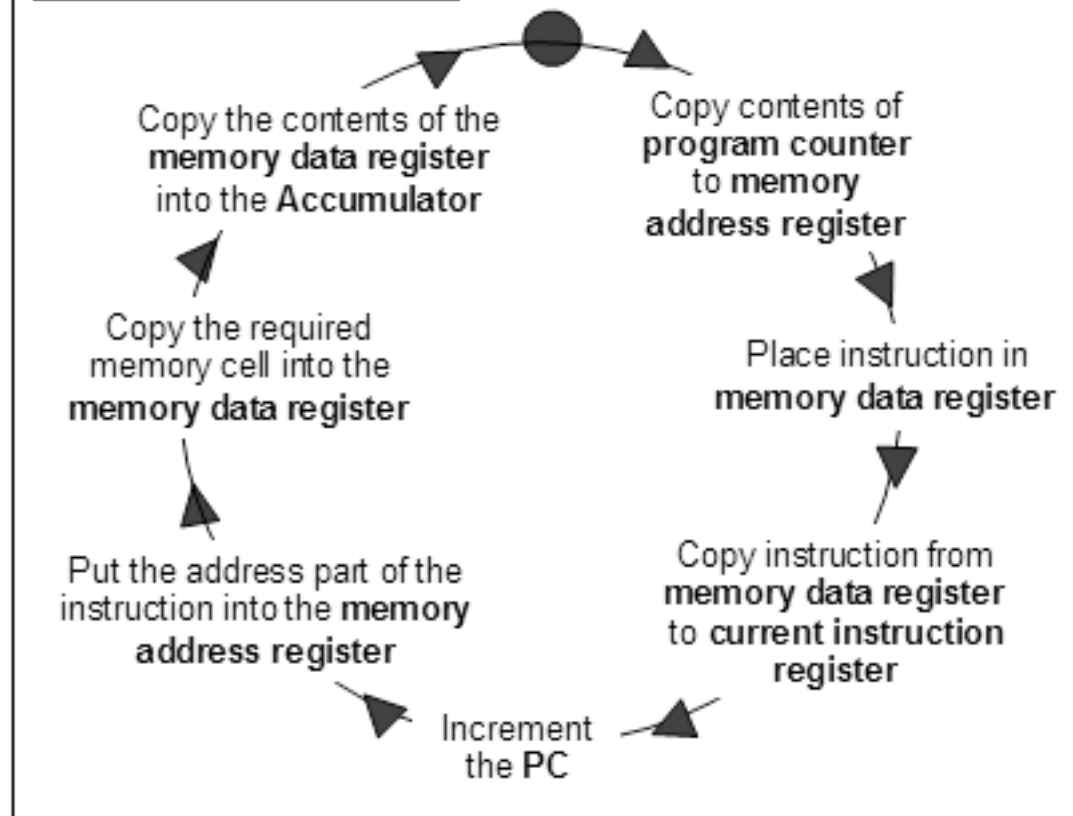 Copy contents of
program counter
to memory
address register
Place instruction in
memory data register
Copy instruction from
memory data register
to current instruction
register
Increment
the PC
Put the address part of the
instruction into the memory
address register
Copy the required
memory cell into the
memory data register
Copy the contents of the
memory data register
into the Accumulator